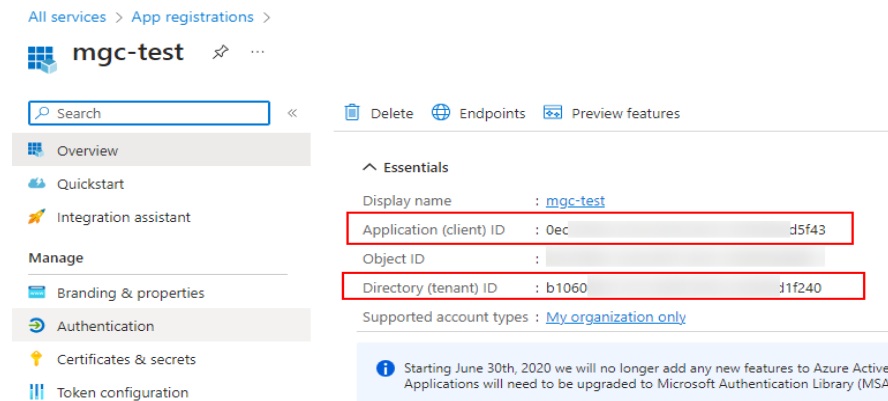 All services > App registrations >
mgc-test ...
Search «
Overview
Quickstart
Integration assistant
Manage
Branding & properties
Authentication
Certificates & secrets
Token configuration
Delete Endpoints Preview features
Essentials
Display name : mgc-test
Application (client) ID : 0ec d5f43
Object ID :
Directory (tenant) ID : b1060 d1f240
Supported account types : My organization only
Starting June 30th, 2020 we will no longer add any new features to Azure Active
Applications will need to be upgraded to Microsoft Authentication Library (MSA